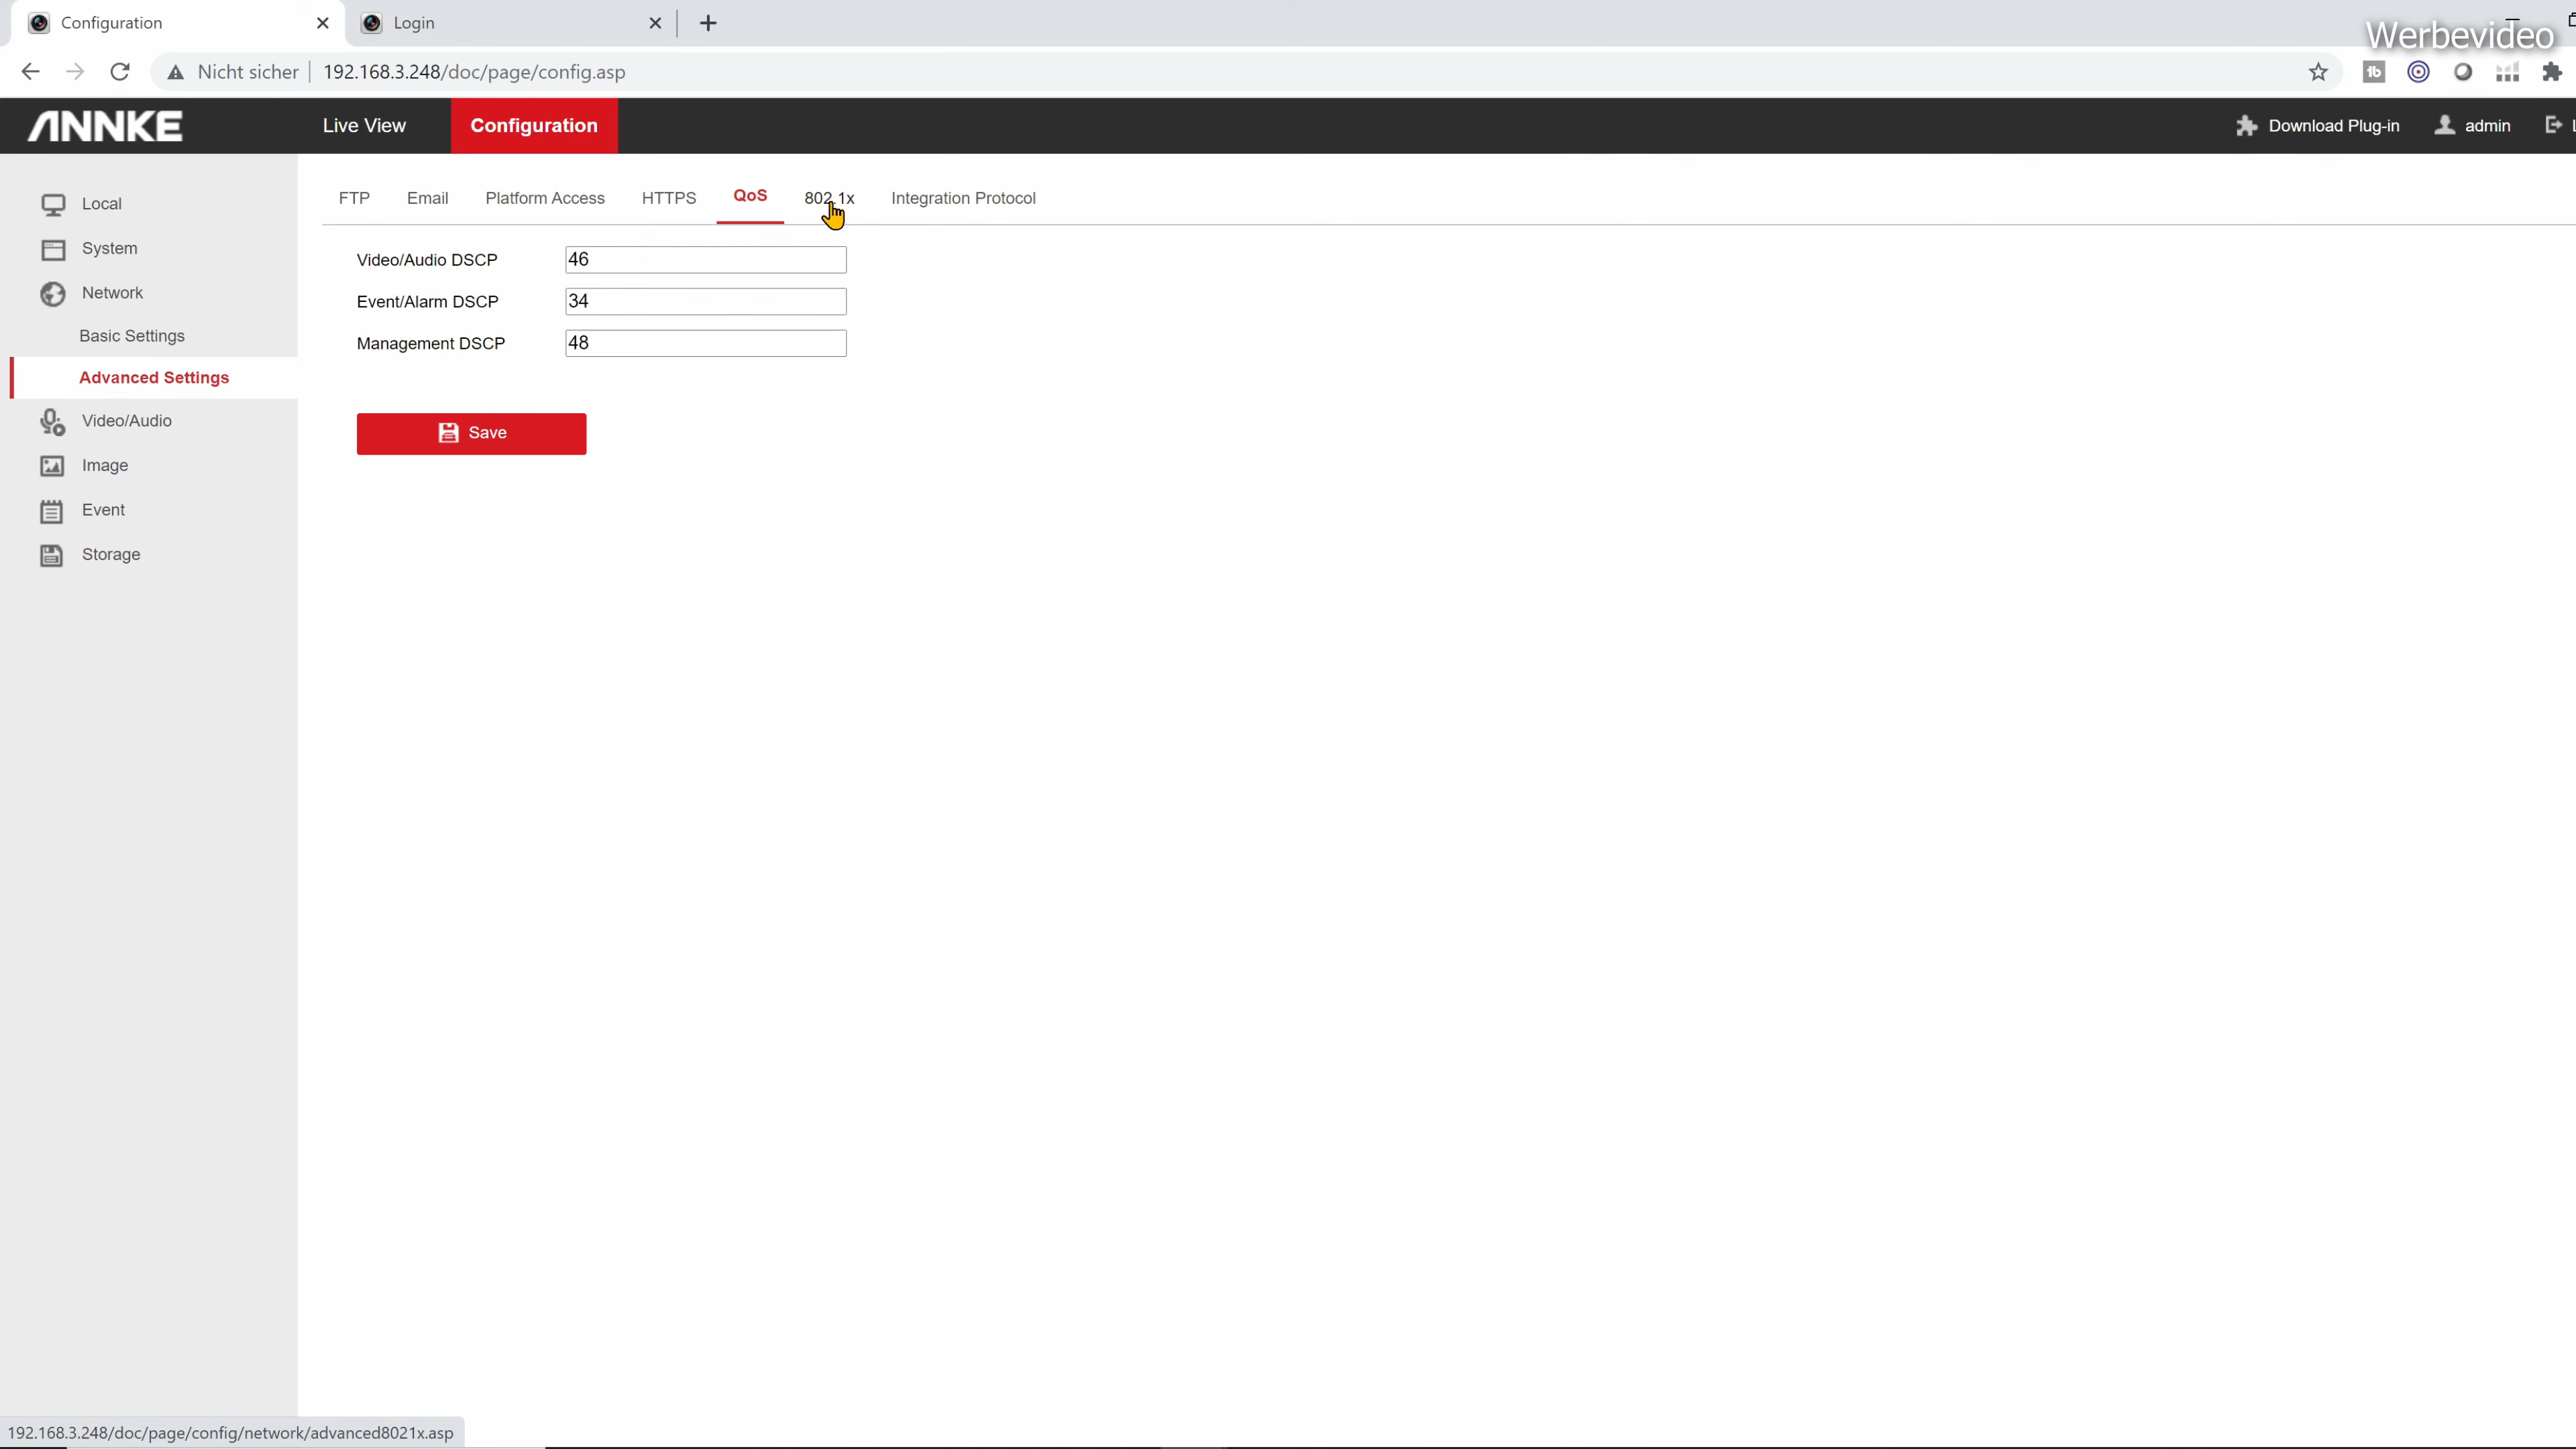 Configuration
Login
Werbevideo
Nicht sicher
192.168.3.248/doc/page/config.asp
ANNKE
Live View
Configuration
Download Plug-in
admin
Local
System
Network
Basic Settings
Advanced Settings
Video/Audio
Image
Event
Storage
FTP Email Platform Access HTTPS QoS 802.1x Integration Protocol
Video/Audio DSCP 46
Event/Alarm DSCP 34
Management DSCP 48
Save
192.168.3.248/doc/page/config/network/advanced8021x.asp